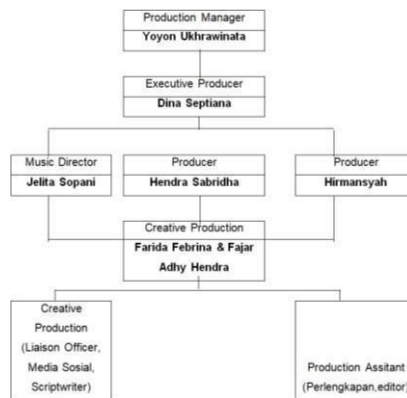 Production Manager
Yoyon Ukhrawinata
Executive Producer
Dina Septiana
Music Director
Jelita Sopani
Producer
Hendra Sabridha
Producer
Hirmansyah
Creative Production
Farida Febrina & Fajar
Adhy Hendra
Creative
Production
(Liaison Officer,
Media Sosial,
Scriptwriter)
Production Assitant
(Perlengkapan,editor)